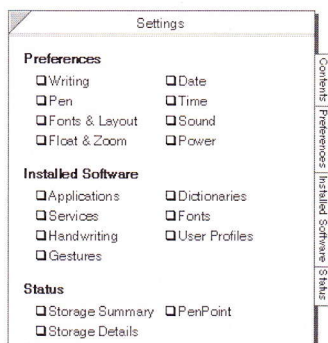 Settings
Preferences
Writing Date
Pen Time
Fonts & Layout Sound
Float & Zoom Power
Installed Software
Applications Dictionaries
Services Fonts
Handwriting User Profiles
Gestures
Status
Storage Summary PenPoint
Storage Details
Contents
Preferences
Installed Software
Status